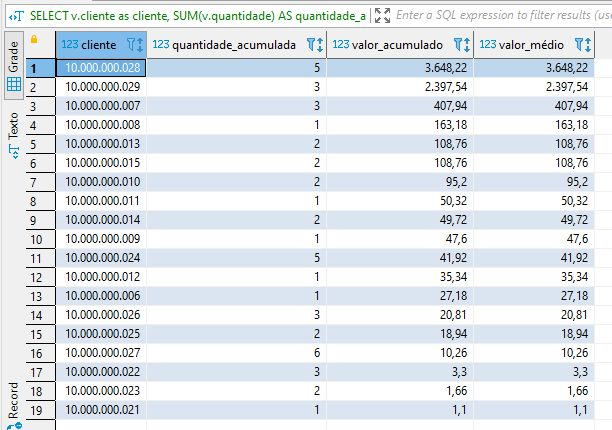 SELECT v.cliente as cliente, SUM(v.quantidade) AS quantidade_a Enter a SQL expression to filter results (us
Grade
Texto
Record
123 cliente 123 quantidade_acumulada 123 valor_acumulado 123 valor_médio
1 10.000.000.028 5 3.648,22 3.648,22
2 10.000.000.029 3 2.397,54 2.397,54
3 10.000.000.007 3 407,94 407,94
4 10.000.000.008 1 163,18 163,18
5 10.000.000.013 2 108,76 108,76
6 10.000.000.015 2 108,76 108,76
7 10.000.000.010 2 95,2 95,2
8 10.000.000.011 1 50,32 50,32
9 10.000.000.014 2 49,72 49,72
10 10.000.000.009 1 47,6 47,6
11 10.000.000.024 5 41,92 41,92
12 10.000.000.012 1 35,34 35,34
13 10.000.000.006 1 27,18 27,18
14 10.000.000.026 3 20,81 20,81
15 10.000.000.025 2 18,94 18,94
16 10.000.000.027 6 10,26 10,26
17 10.000.000.022 3 3,3 3,3
18 10.000.000.023 2 1,66 1,66
19 10.000.000.021 1 1,1 1,1